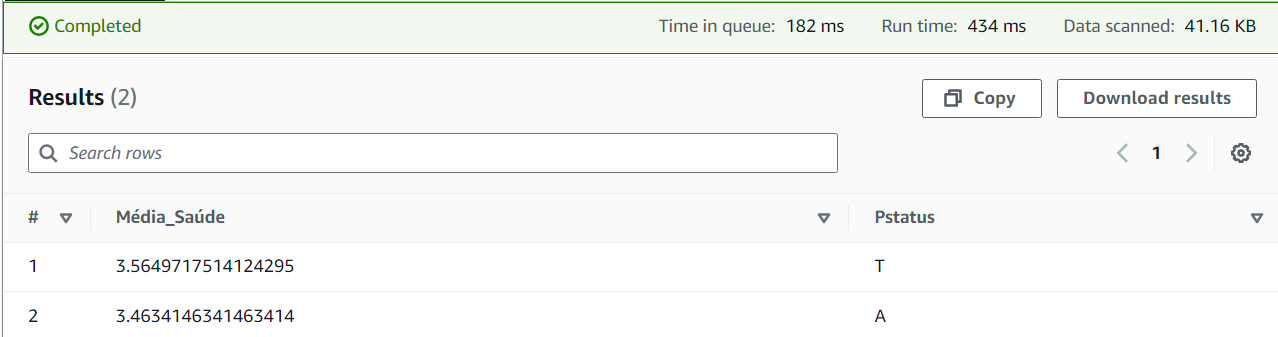 Completed Time in queue: 182 ms Run time: 434 ms Data scanned: 41.16 KB
Results (2) Copy Download results
Search rows 1
# Média_Saúde Pstatus
1 3.5649717514124295 T
2 3.4634146341463414 A